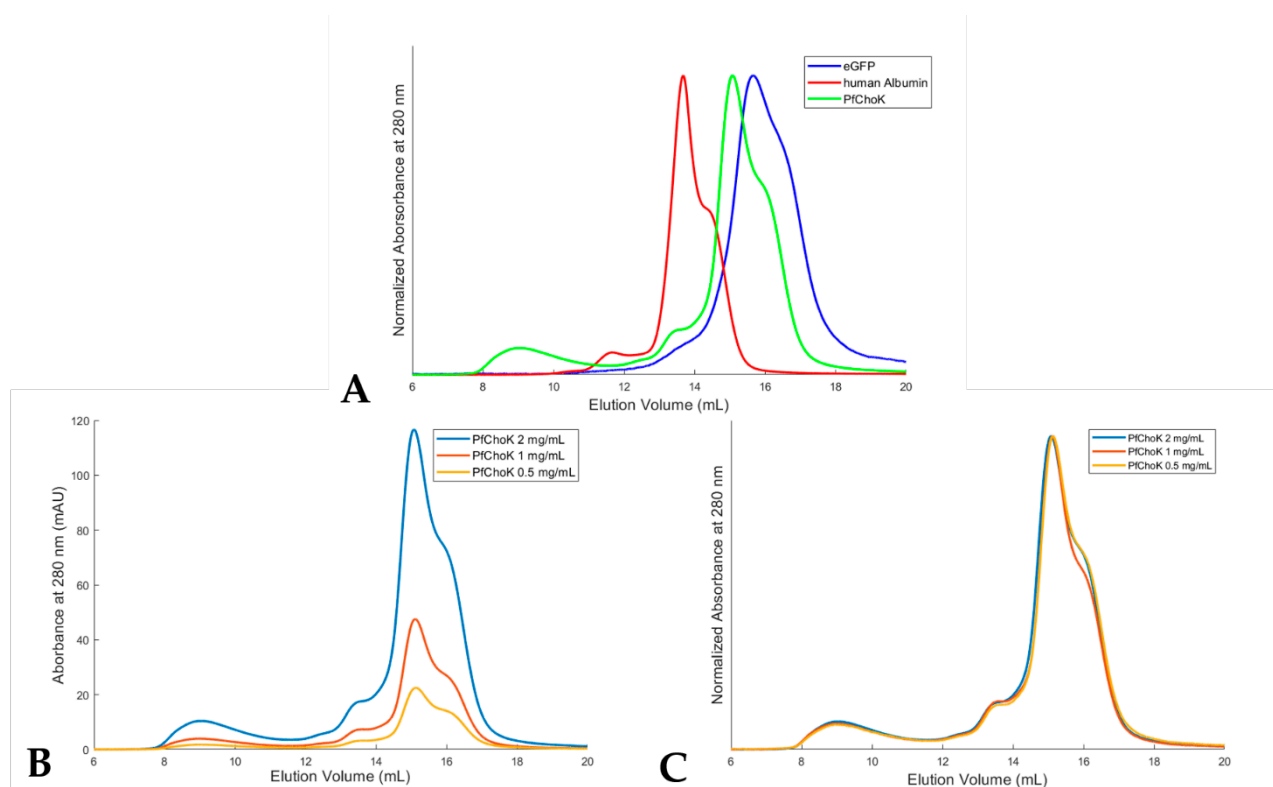 Normalized Aborsorbance at 280 nm
eGFP
human Albumin
PfChoK
6 8 10 12 14 16 18 20
Elution Volume (mL)
A
Aborbance at 280 nm (mAU)
120
100
80
60
40
20
0
PfChoK 2 mg/mL
PfChoK 1 mg/mL
PfChoK 0.5 mg/mL
6 8 10 12 14 16 18 20
Elution Volume (mL)
B
Normalized Absorbance at 280 nm
PfChoK 2 mg/mL
PfChoK 1 mg/mL
PfChoK 0.5 mg/mL
6 8 10 12 14 16 18 20
Elution Volume (mL)
C